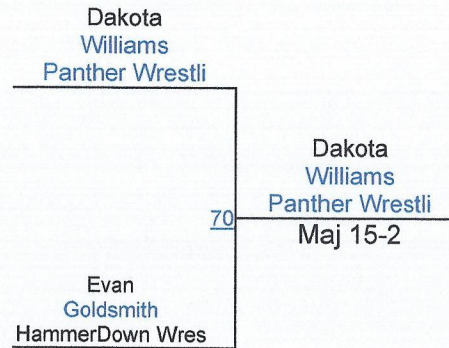 Dakota
Williams
Panther Wrestli
70
Dakota
Williams
Panther Wrestli
Maj 15-2
Evan
Goldsmith
HammerDown Wres